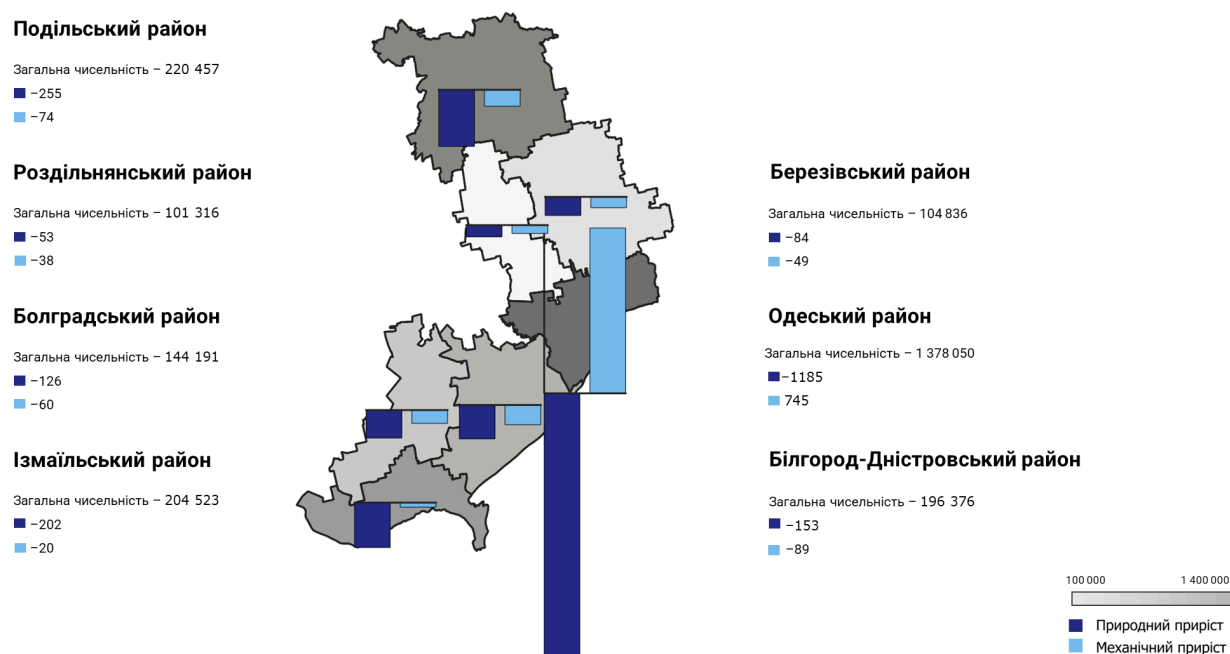 Подільський район
Загальна чисельність – 220 457
–255
–74
Роздільнянський район
Загальна чисельність – 101 316
–53
–38
Болградський район
Загальна чисельність – 144 191
–126
–60
Ізмаїльський район
Загальна чисельність – 204 523
–202
–20
Березівський район
Загальна чисельність – 104 836
–84
–49
Одеський район
Загальна чисельність – 1 378 050
–1185
745
Білгород-Дністровський район
Загальна чисельність – 196 376
–153
–89
100 000 1 400 000
Природний приріст
Механічний приріст